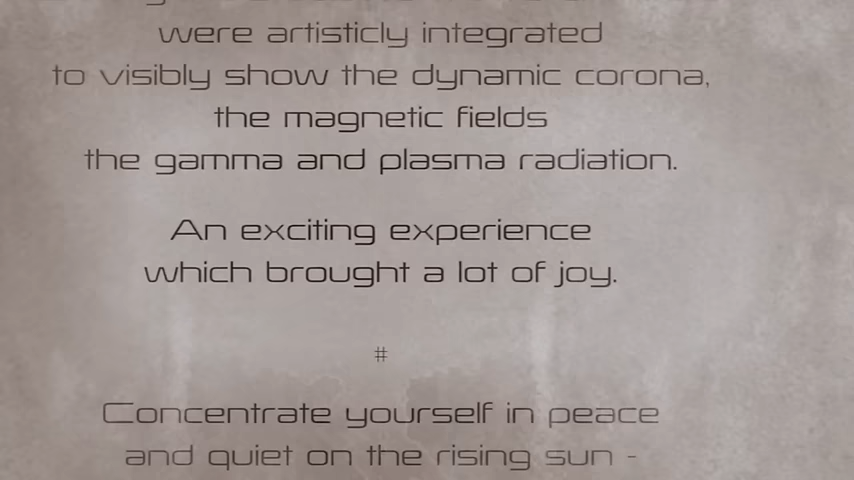 were artisticly integrated
to visibly show the dynamic corona,
the magnetic fields
the gamma and plasma radiation.
An exciting experience
which brought a lot of joy.
#
Concentrate yourself in peace
and quiet on the rising sun -